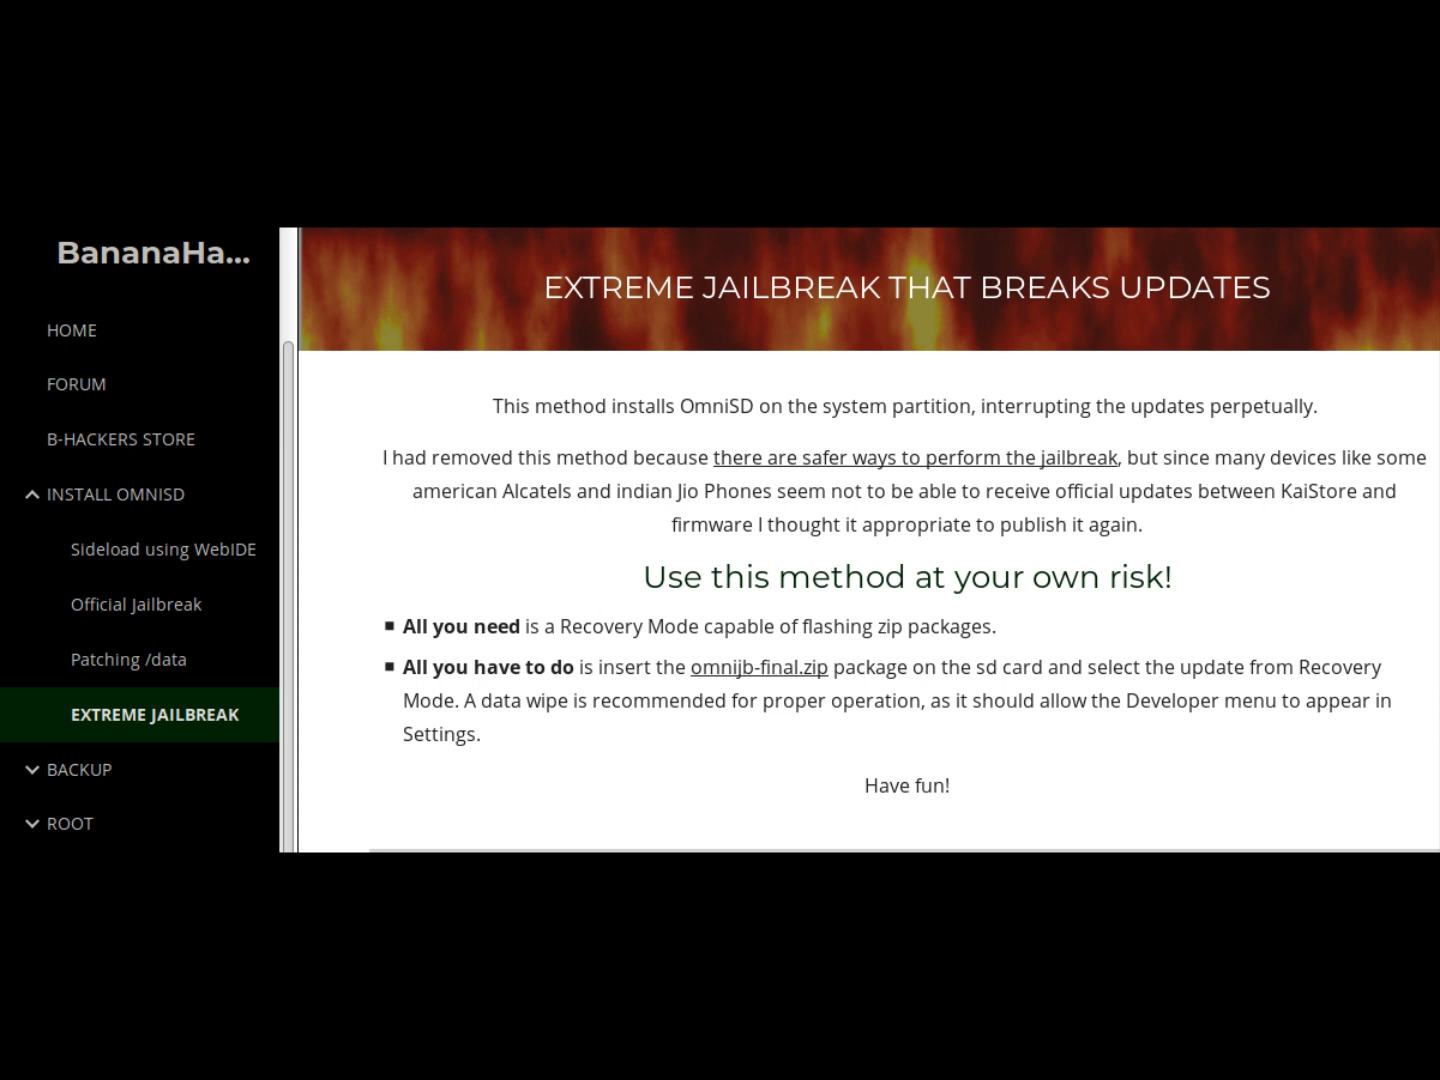 BananaHa...
HOME
FORUM
B-HACKERS STORE
INSTALL OMNISD
Sideload using WebIDE
Official Jailbreak
Patching /data
EXTREME JAILBREAK
BACKUP
ROOT
EXTREME JAILBREAK THAT BREAKS UPDATES
This method installs OmniSD on the system partition, interrupting the updates perpetually.
I had removed this method because there are safer ways to perform the jailbreak, but since many devices like some
american Alcatels and indian Jio Phones seem not to be able to receive official updates between KaiStore and
firmware I thought it appropriate to publish it again.
Use this method at your own risk!
All you need is a Recovery Mode capable of flashing zip packages.
All you have to do is insert the omnijb-final.zip package on the sd card and select the update from Recovery
Mode. A data wipe is recommended for proper operation, as it should allow the Developer menu to appear in
Settings.
Have fun!